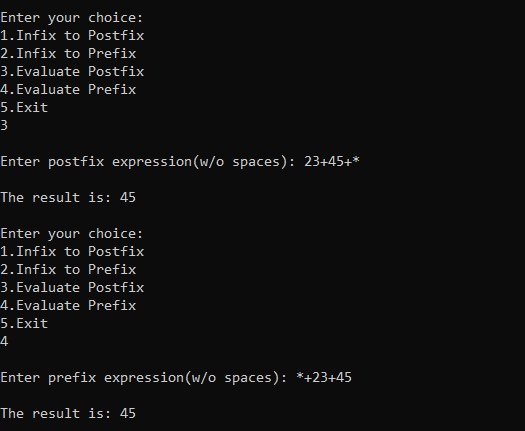 Enter your choice:
1.Infix to Postfix
2.Infix to Prefix
3.Evaluate Postfix
4.Evaluate Prefix
5.Exit
3
Enter postfix expression(w/o spaces): 23+45+*
The result is: 45
Enter your choice:
1.Infix to Postfix
2.Infix to Prefix
3.Evaluate Postfix
4.Evaluate Prefix
5.Exit
4
Enter prefix expression(w/o spaces): *+23+45
The result is: 45